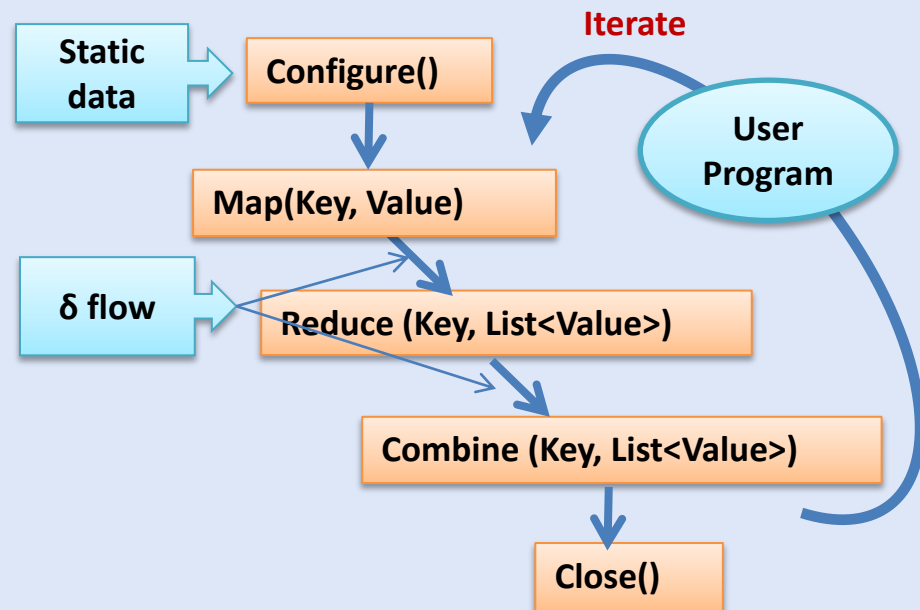 Iterate
Static
data
Configure()
User
Program
Map(Key, Value)
δ flow
Reduce (Key, List<Value>)
Combine (Key, List<Value>)
Close()